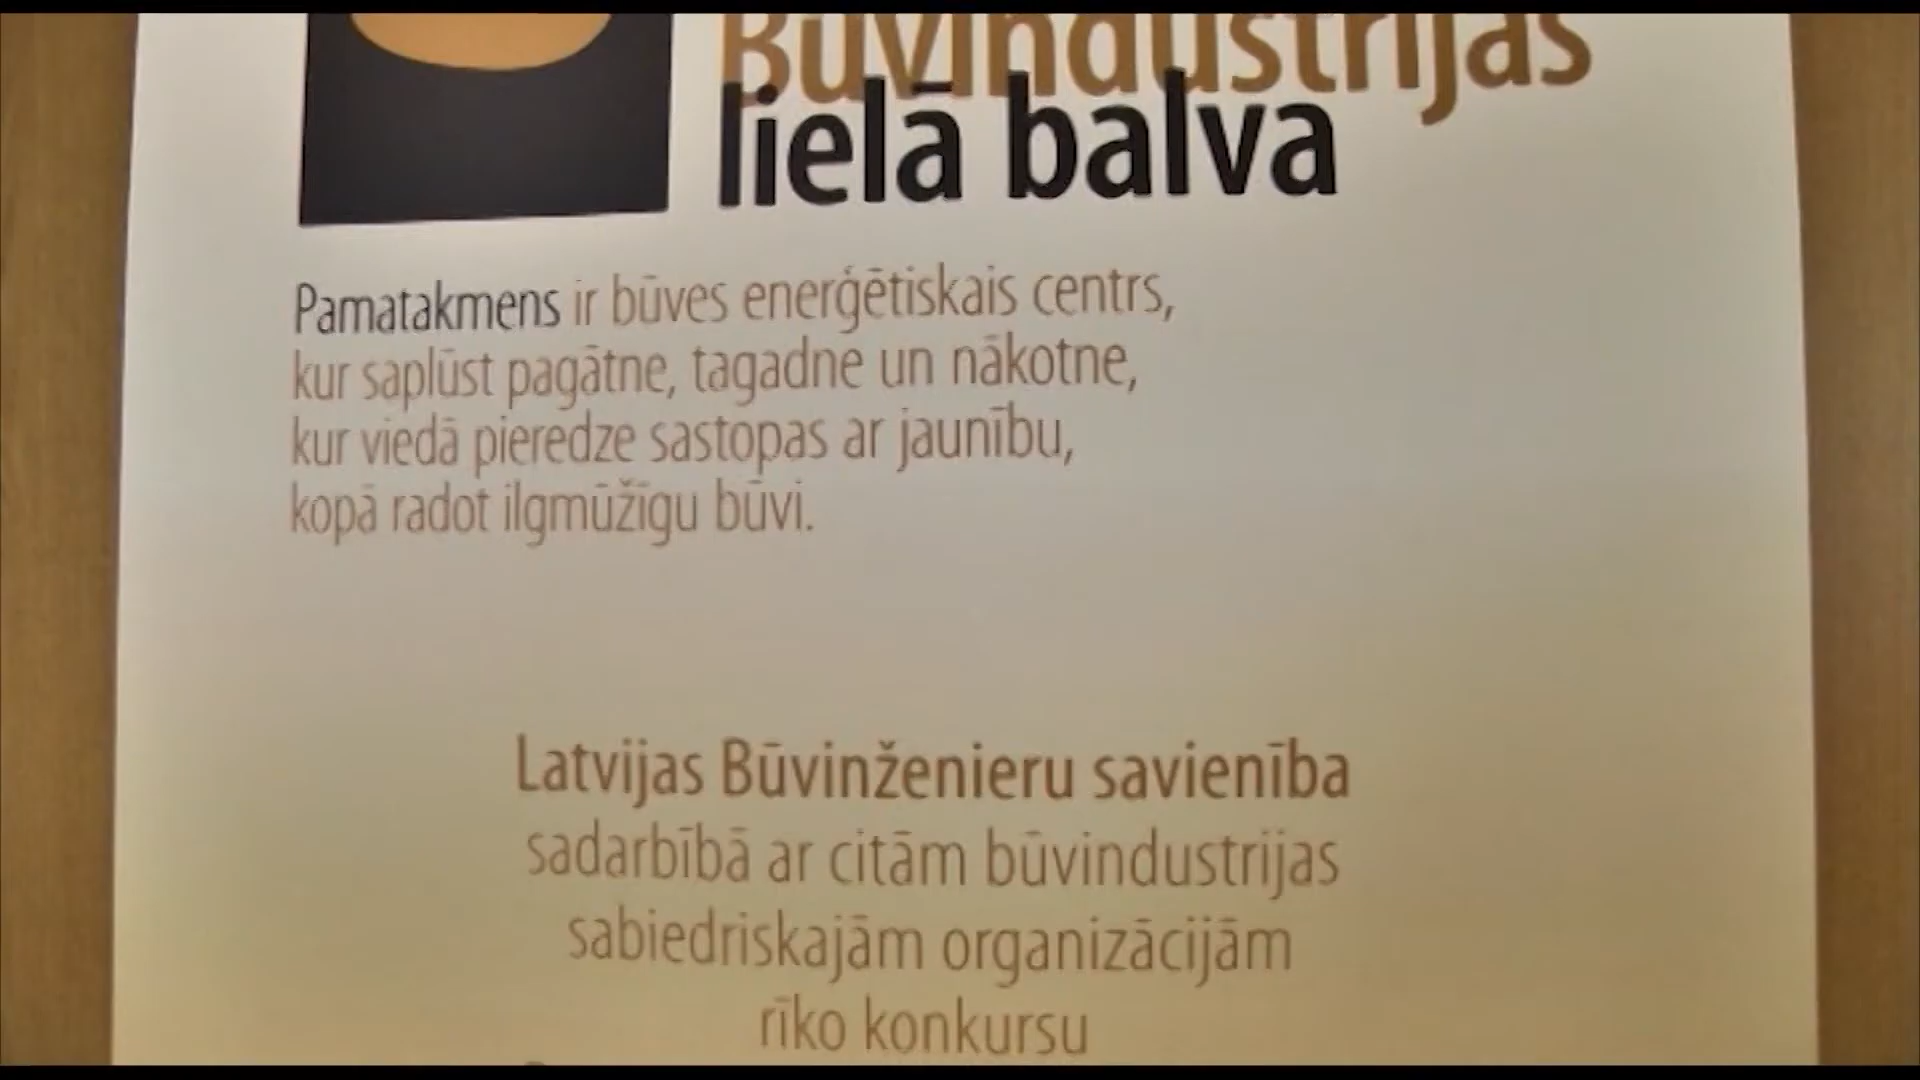 Būvindustrijas
lielā balva
Pamatakmens ir būves enerģētiskais centrs,
kur saplūst pagātne, tagadne un nākotne,
kur viedā pieredze sastopas ar jaunību,
kopā radot ilgmūžīgu būvi.
Latvijas Būvinženieru savienība
sadarbībā ar citām būvindustrijas
sabiedriskajām organizācijām
rīko konkursu